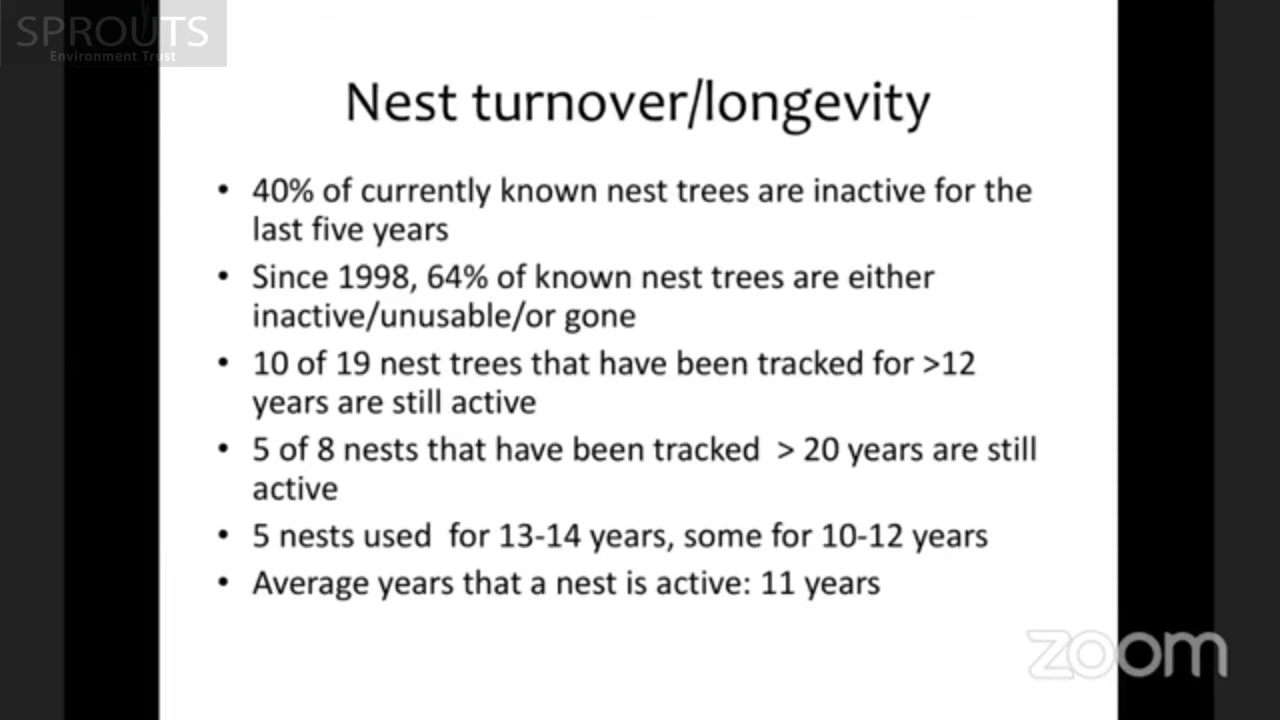 SPROUTS
Environment Trust
Nest turnover/longevity
• 40% of currently known nest trees are inactive for the
last five years
• Since 1998, 64% of known nest trees are either
inactive/unusable/or gone
• 10 of 19 nest trees that have been tracked for >12
years are still active
• 5 of 8 nests that have been tracked  > 20 years are still
active
• 5 nests used  for 13-14 years, some for 10-12 years
• Average years that a nest is active: 11 years
zoom